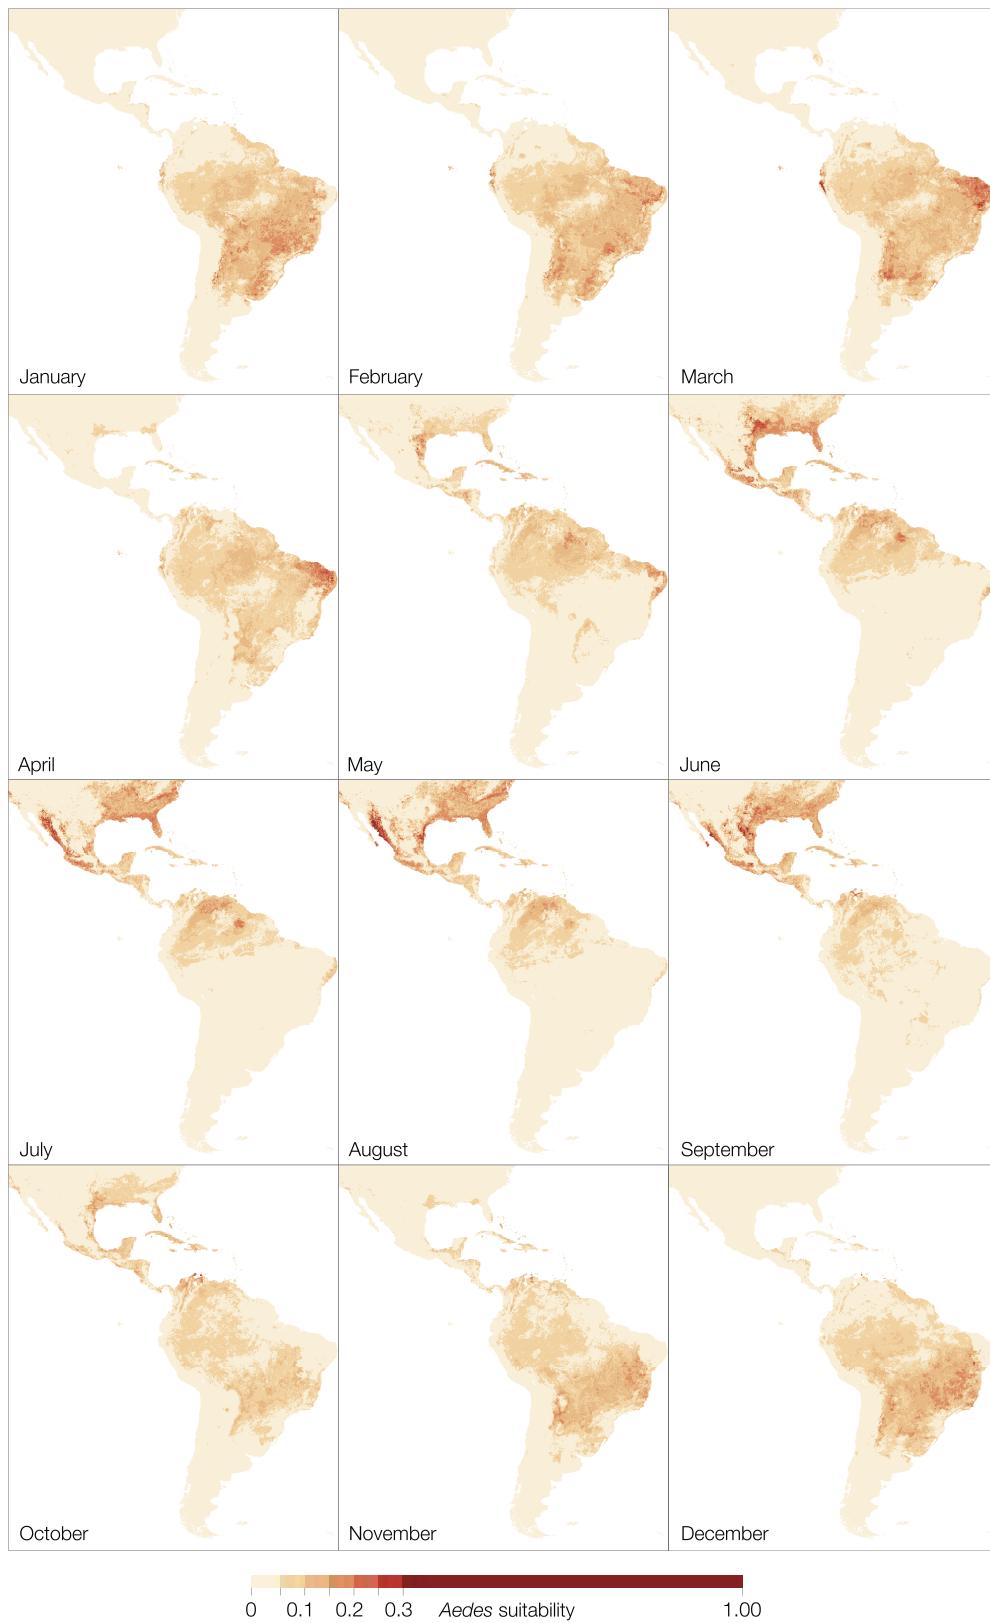 January
February
March
April
May
June
July
August
September
October
November
December
0 0.1 0.2 0.3 Aedes suitability 1.00